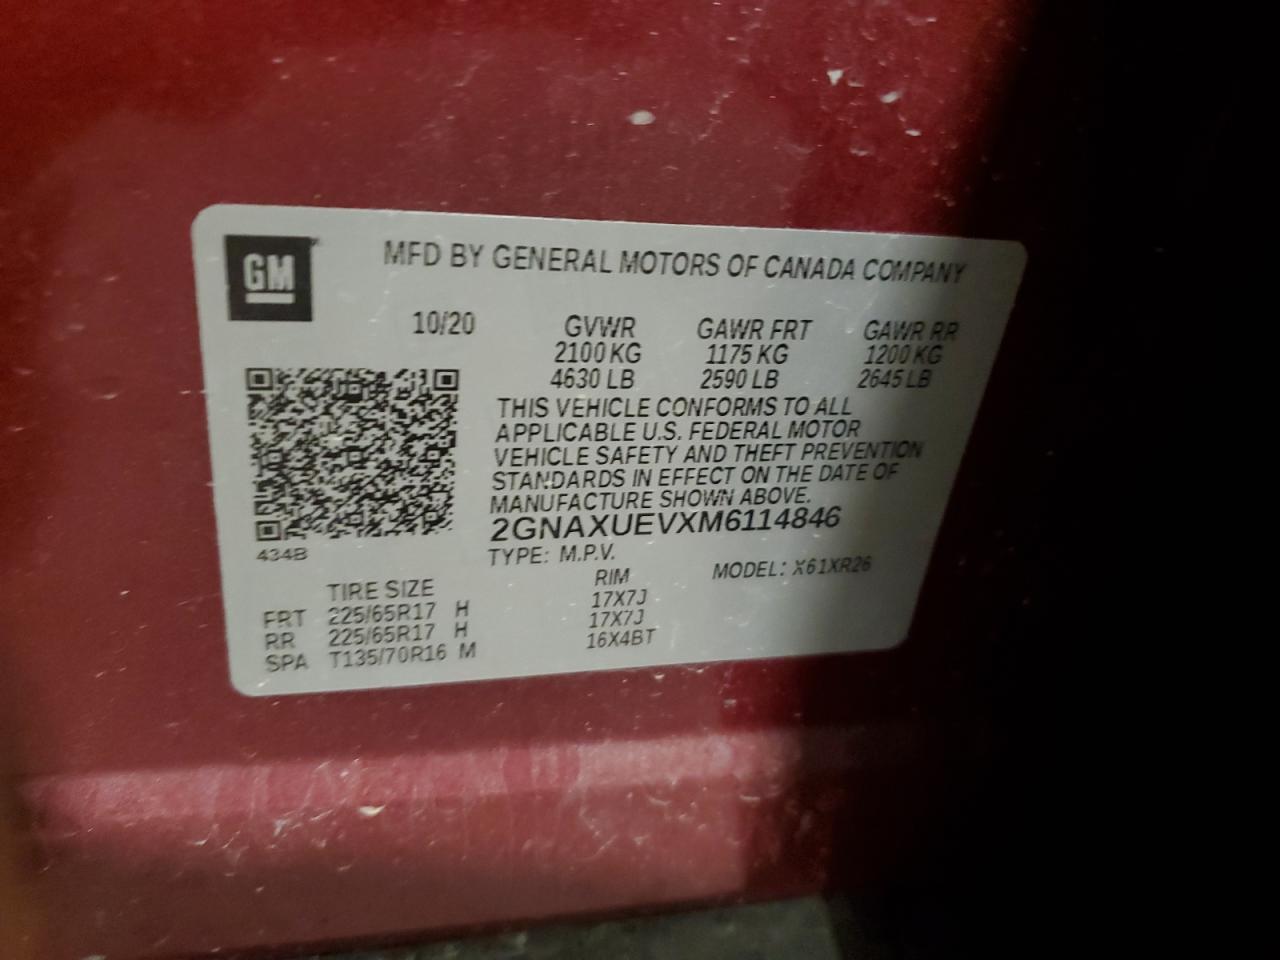 GM
MFD BY GENERAL MOTORS OF CANADA COMPANY
10/20 GVWR GAWR FRT GAWR RR
2100 KG 1175 KG 1200 KG
4630 LB 2590 LB 2645 LB
THIS VEHICLE CONFORMS TO ALL
APPLICABLE U.S. FEDERAL MOTOR
VEHICLE SAFETY AND THEFT PREVENTION
STANDARDS IN EFFECT ON THE DATE OF
MANUFACTURE SHOWN ABOVE.
2GNAXUEVXM6114846
434B
TYPE: M.P.V. MODEL: X61XR26
TIRE SIZE RIM
FRT 225/65R17 H 17X7J
RR 225/65R17 H 17X7J
SPA T135/70R16 M 16X4BT